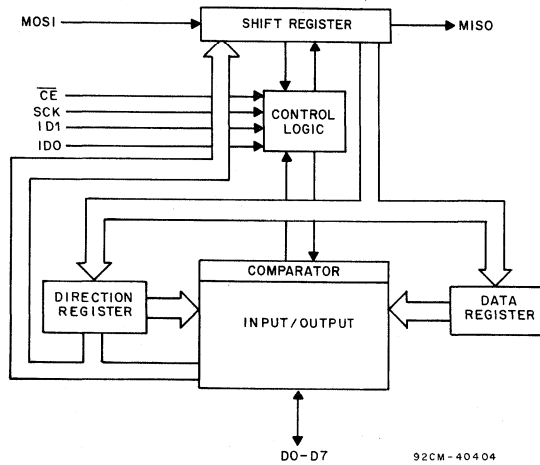 MOSI
SHIFT REGISTER
MISO
CE
SCK
ID1
ID0
CONTROL
LOGIC
COMPARATOR
DIRECTION
REGISTER
INPUT/OUTPUT
DATA
REGISTER
DO-D7
92CM-40404